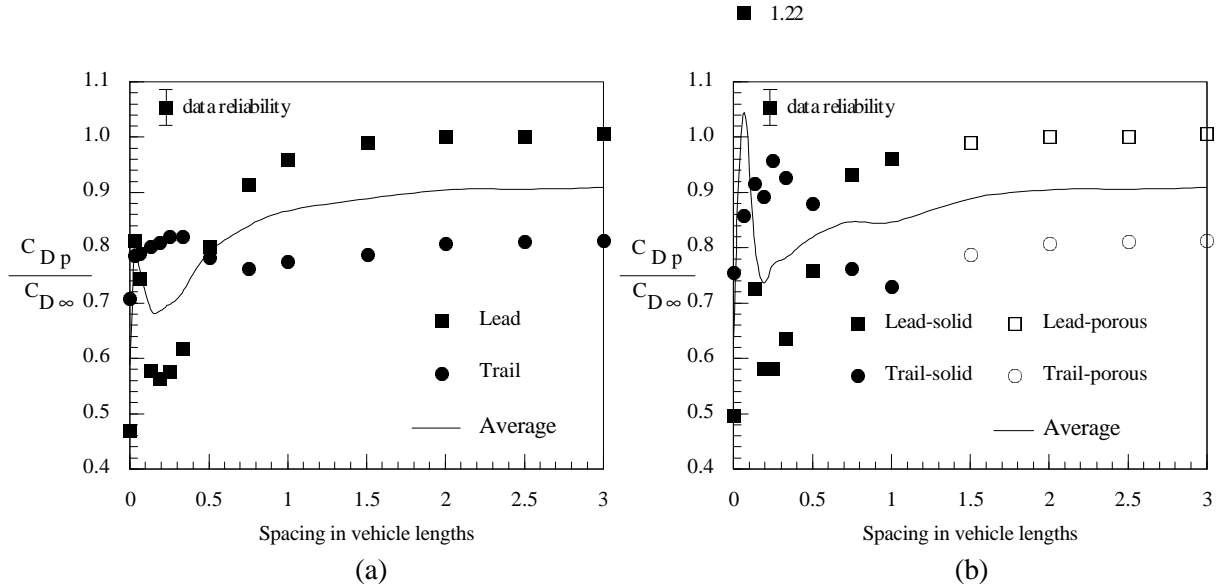 1.22
1.1
1.0
0.9
0.8
0.7
0.6
0.5
0.4
C D p
C D ∞
data reliability
Lead
Trail
Average
0 0.5 1 1.5 2 2.5 3
Spacing in vehicle lengths
(a)
1.1
1.0
0.9
0.8
0.7
0.6
0.5
0.4
C D p
C D ∞
data reliability
Lead-solid Lead-porous
Trail-solid Trail-porous
Average
0 0.5 1 1.5 2 2.5 3
Spacing in vehicle lengths
(b)